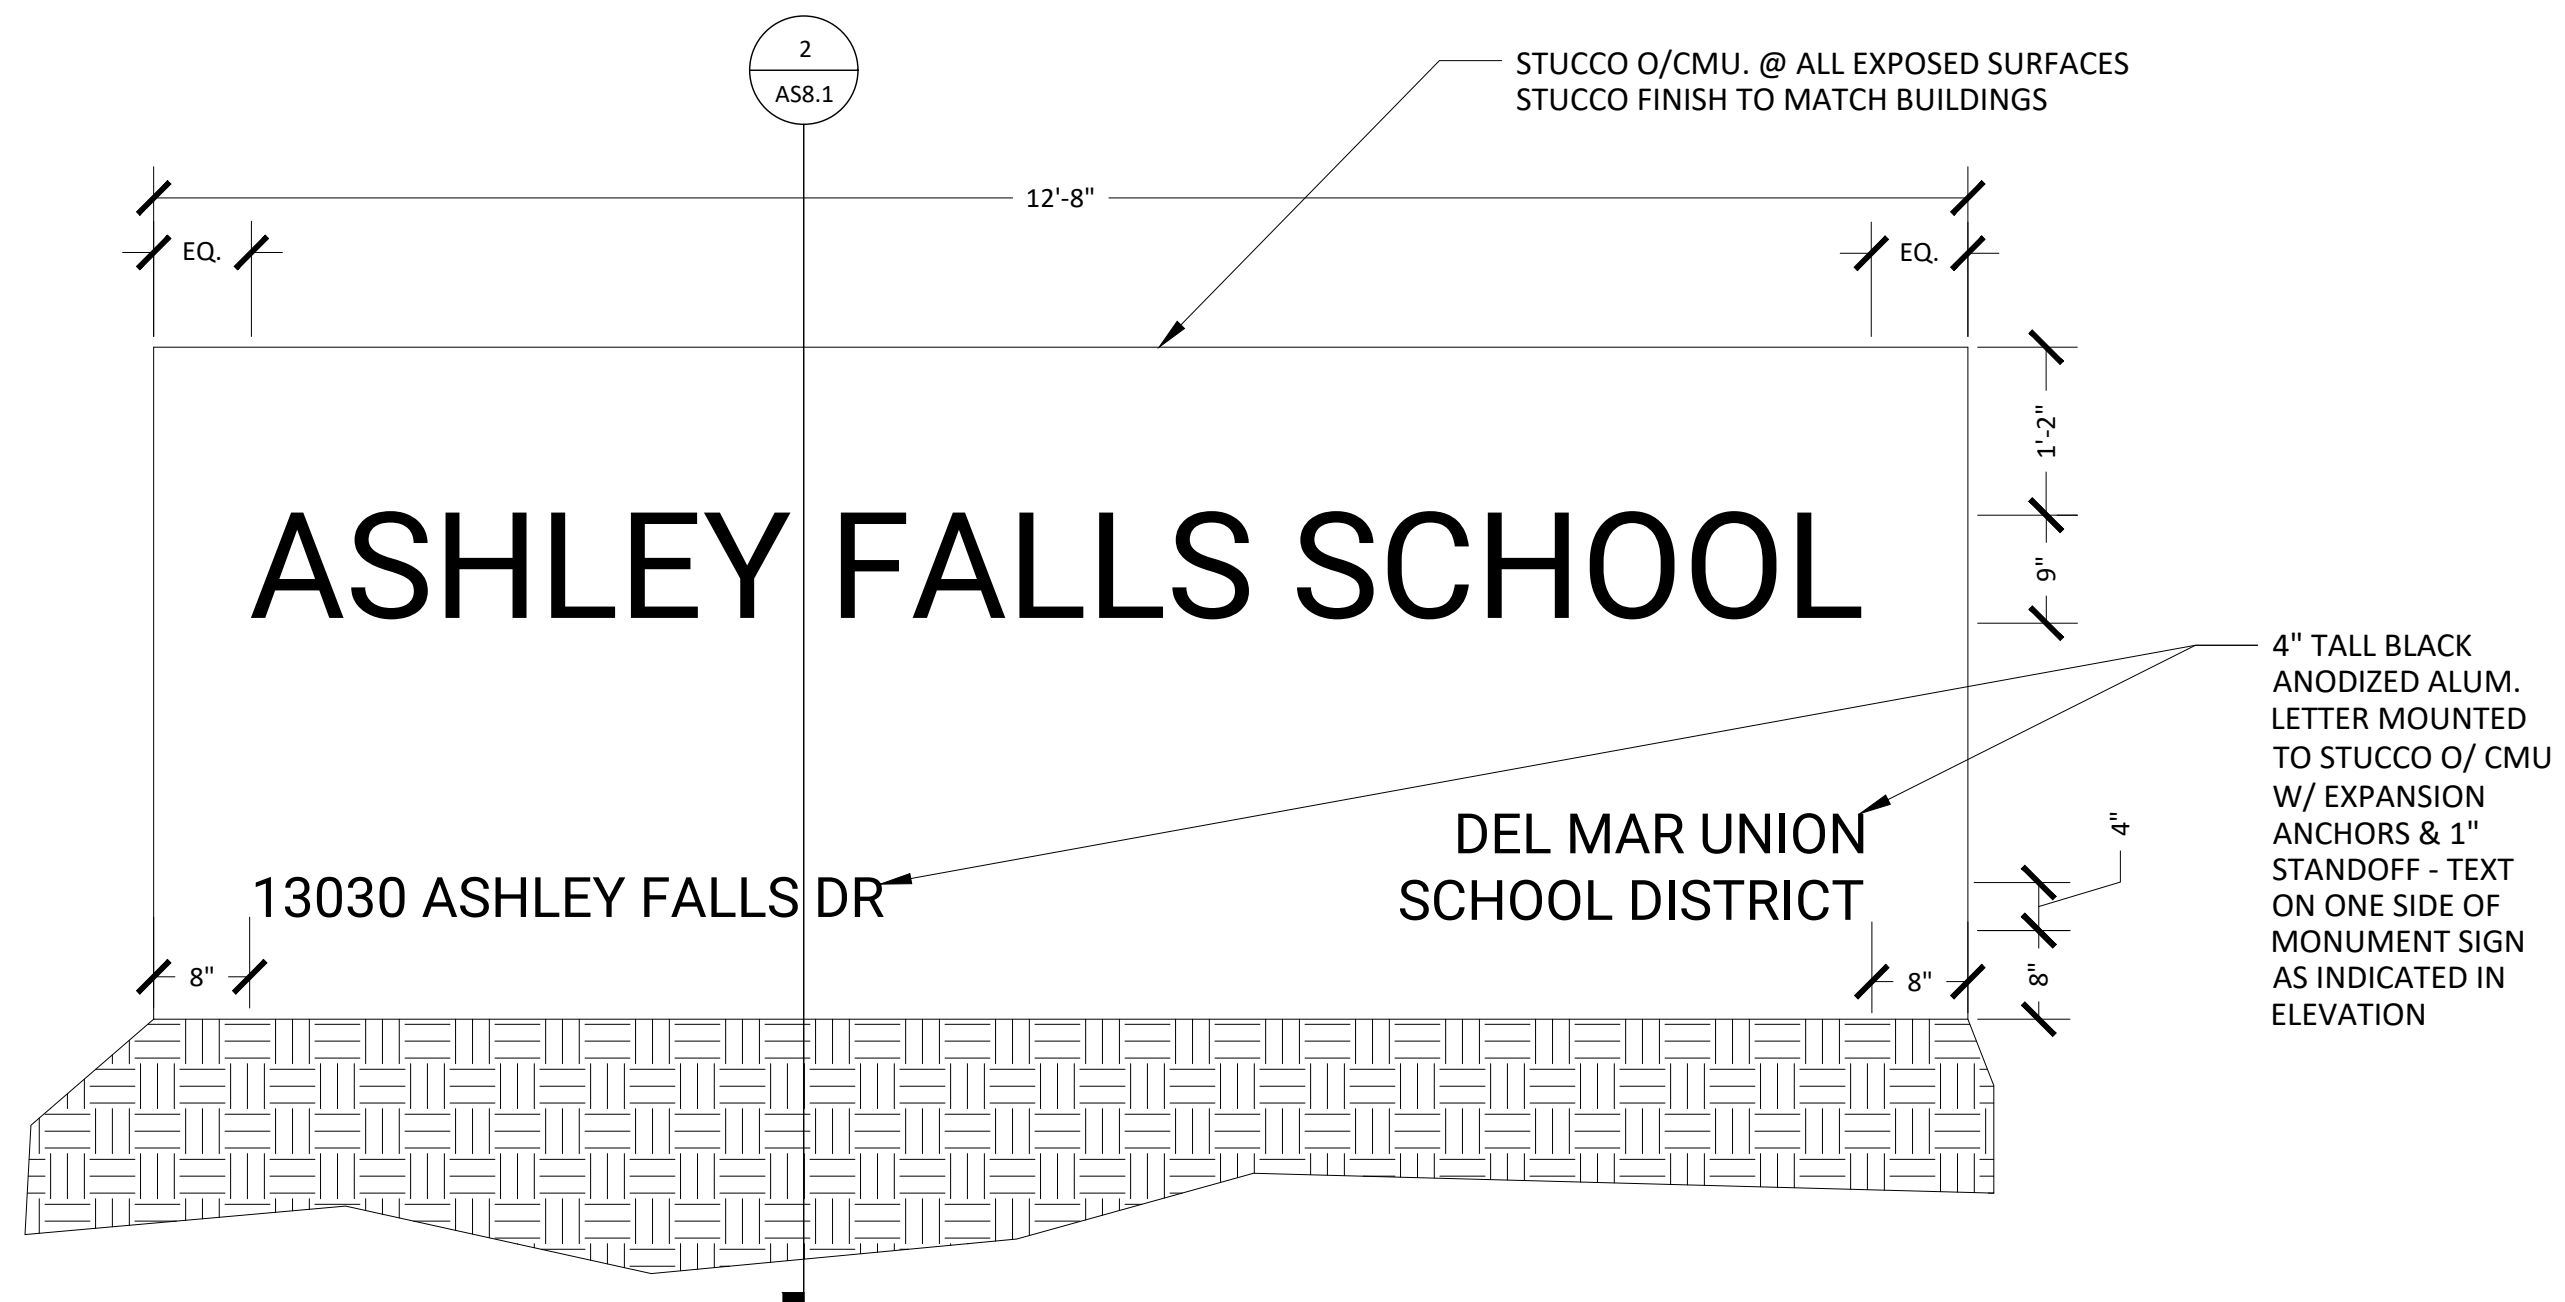 2
AS8.1
STUCCO O/CMU. @ ALL EXPOSED SURFACES
STUCCO FINISH TO MATCH BUILDINGS
12'-8"
EQ.
EQ.
1'-2"
ASHLEY FALLS SCHOOL
9"
4" TALL BLACK
ANODIZED ALUM.
LETTER MOUNTED
TO STUCCO O/ CMU
W/ EXPANSION
ANCHORS & 1"
STANDOFF - TEXT
ON ONE SIDE OF
MONUMENT SIGN
AS INDICATED IN
ELEVATION
DEL MAR UNION
SCHOOL DISTRICT
13030 ASHLEY FALLS DR
4"
8"
8"
8"